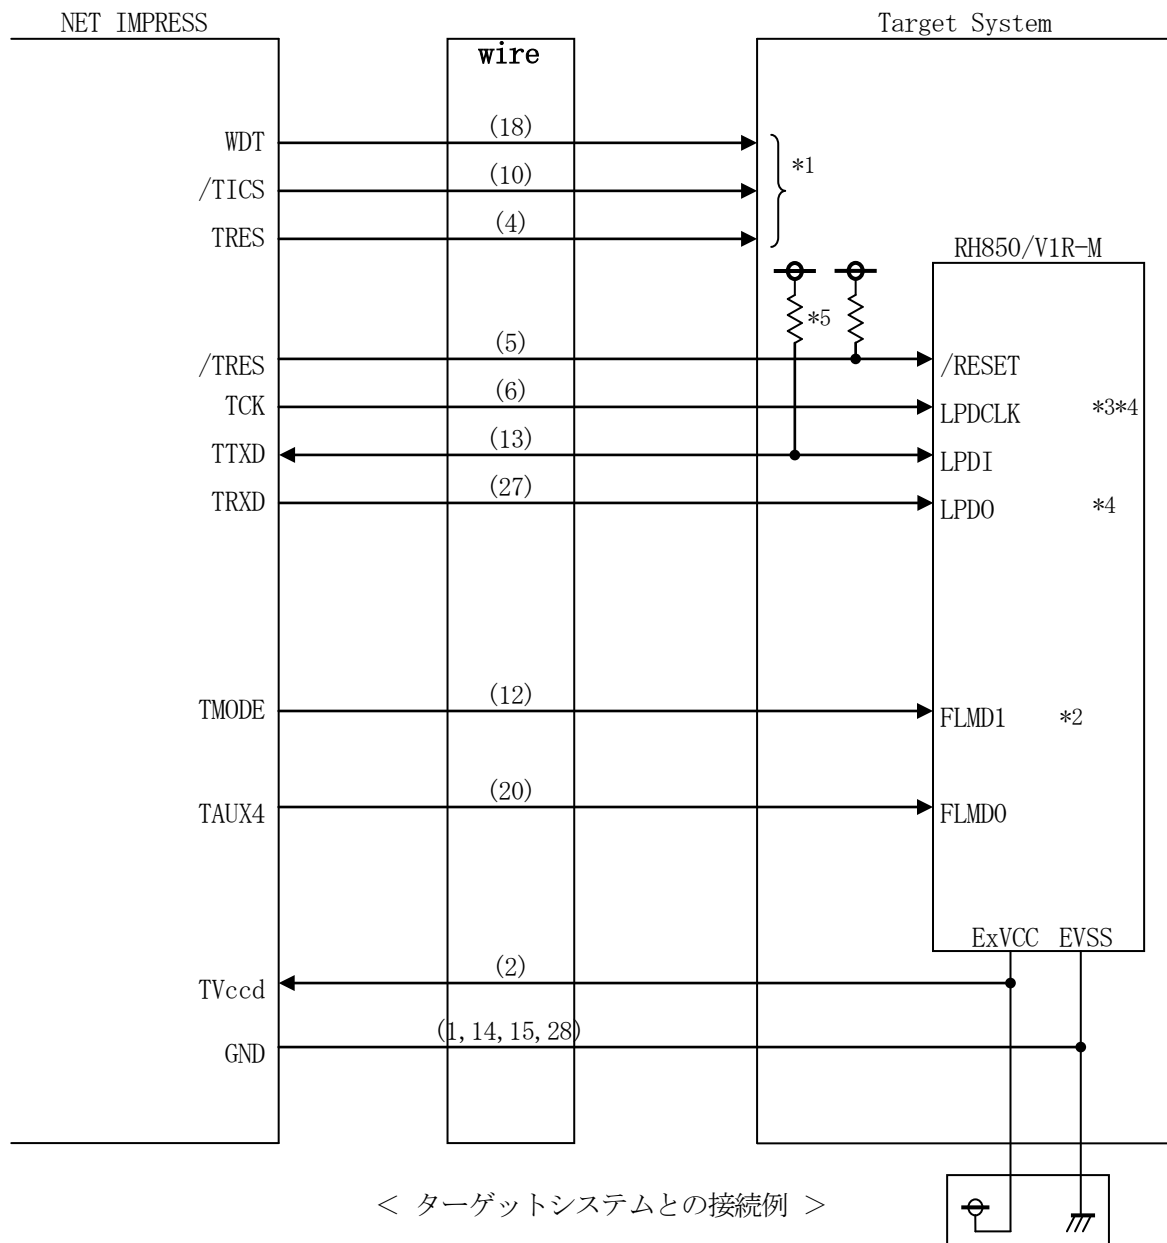 NET IMPRESS
Target System
wire
WDT
(18)
*1
/TICS
(10)
TRES
(4)
RH850/V1R-M
*5
/TRES
(5)
/RESET
TCK
(6)
LPDCLK
*3*4
TTXD
(13)
LPDI
TRXD
(27)
LPDO
*4
TMODE
(12)
FLMD1
*2
TAUX4
(20)
FLMD0
ExVCC
EVSS
TVccd
(2)
GND
(1,14,15,28)
< ターゲットシステムとの接続例 >